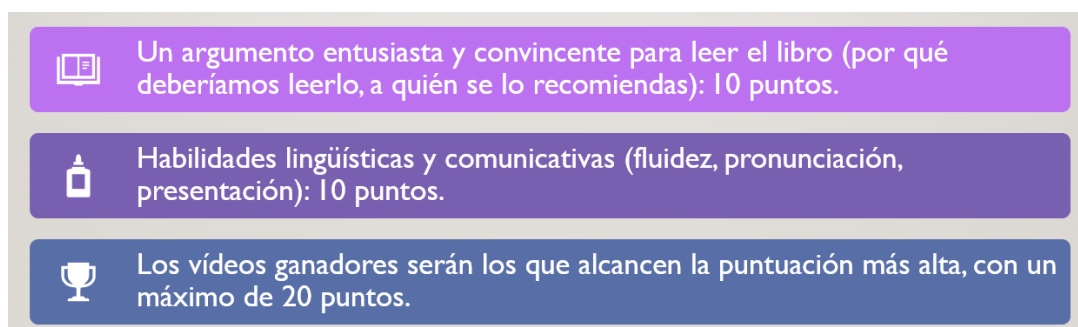 Un argumento entusiasta y convincente para leer el libro (por qué
deberíamos leerlo, a quién se lo recomiendas): 10 puntos.
Habilidades lingüísticas y comunicativas (fluidez, pronunciación,
presentación): 10 puntos.
Los vídeos ganadores serán los que alcancen la puntuación más alta, con un
máximo de 20 puntos.